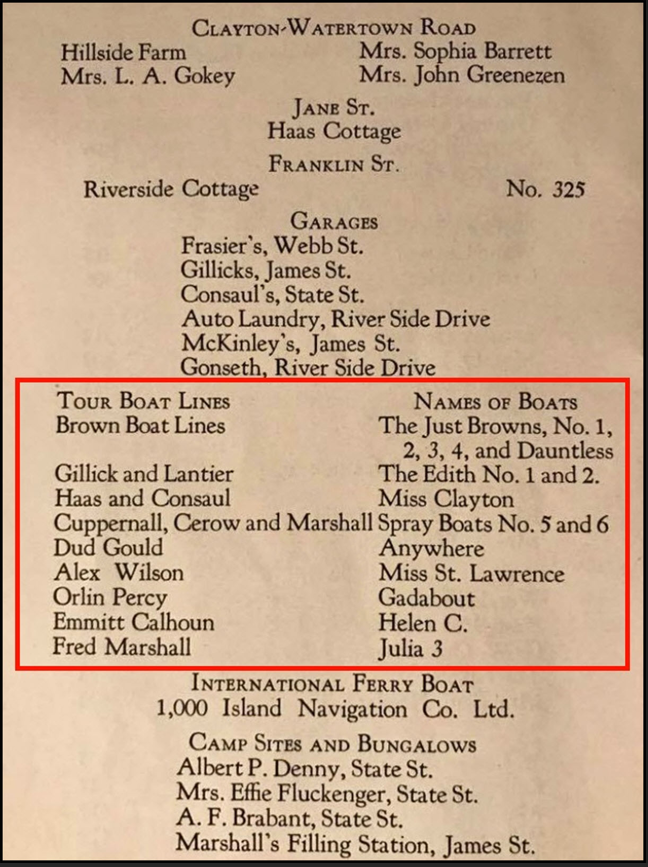 CLAYTON-WATERTOWN ROAD
Hillside Farm Mrs. Sophia Barrett
Mrs. L. A. Gokey Mrs. John Greenezen
JANE ST.
Haas Cottage
FRANKLIN ST.
Riverside Cottage No. 325
GARAGES
Frasier's, Webb St.
Gillicks, James St.
Consaul's, State St.
Auto Laundry, River Side Drive
McKinley's, James St.
Gonseth, River Side Drive
TOUR BOAT LINES NAMES OF BOATS
Brown Boat Lines The Just Browns, No. 1,
2, 3, 4, and Dauntless
Gillick and Lantier The Edith No. 1 and 2.
Haas and Consaul Miss Clayton
Cuppernall, Cerow and Marshall Spray Boats No. 5 and 6
Dud Gould Anywhere
Alex Wilson Miss St. Lawrence
Orlin Percy Gadabout
Emmitt Calhoun Helen C.
Fred Marshall Julia 3
INTERNATIONAL FERRY BOAT
1,000 Island Navigation Co. Ltd.
CAMP SITES AND BUNGALOWS
Albert P. Denny, State St.
Mrs. Effie Fluckenger, State St.
A. F. Brabant, State St.
Marshall's Filling Station, James St.